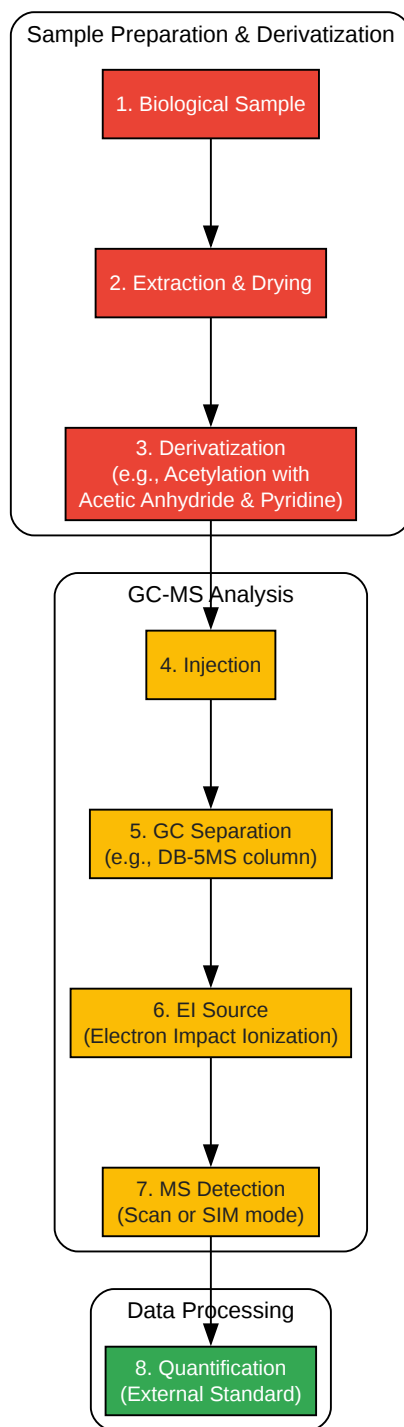 Sample Preparation & Derivatization
1. Biological Sample
2. Extraction & Drying
3. Derivatization
(e.g., Acetylation with
Acetic Anhydride & Pyridine)
GC-MS Analysis
4. Injection
5. GC Separation
(e.g., DB-5MS column)
6. EI Source
(Electron Impact Ionization)
7. MS Detection
(Scan or SIM mode)
Data Processing
8. Quantification
(External Standard)